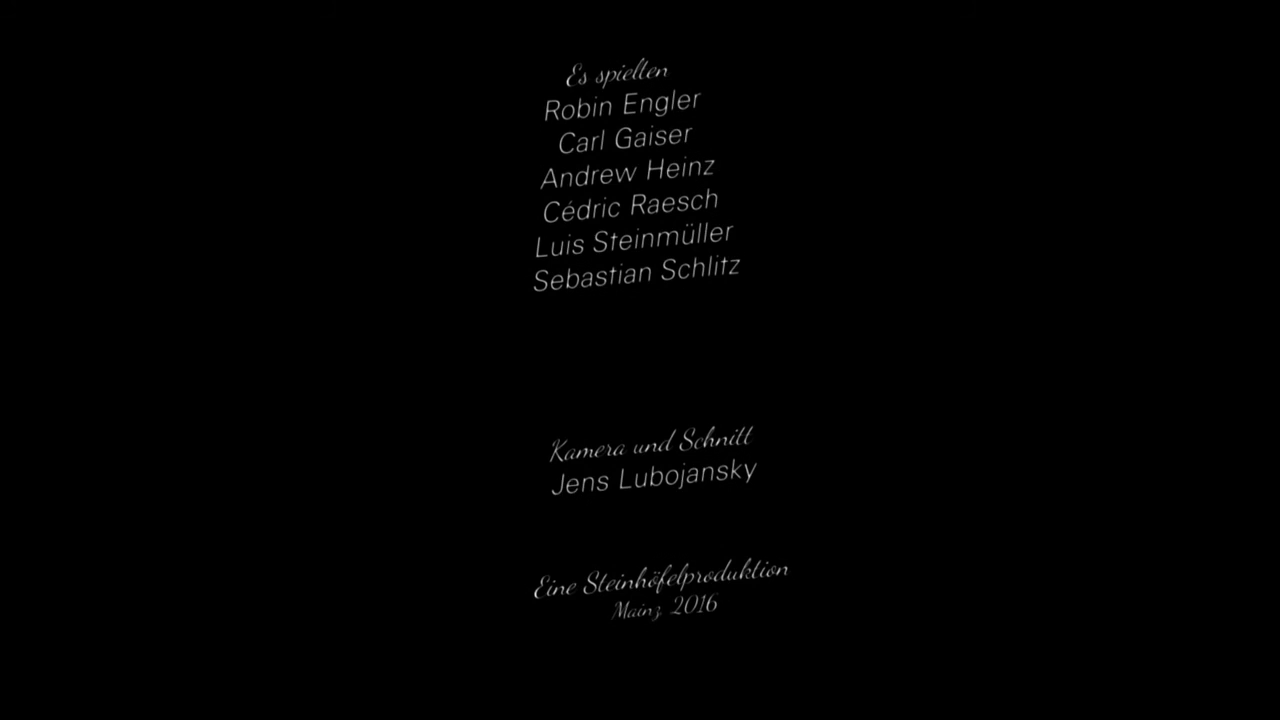 Es spielten
Robin Engler
Carl Gaiser
Andrew Heinz
Cédric Raesch
Luis Steinmüller
Sebastian Schlitz
Kamera und Schnitt
Jens Lubojansky
Eine Steinhöfelproduktion
Mainz 2016